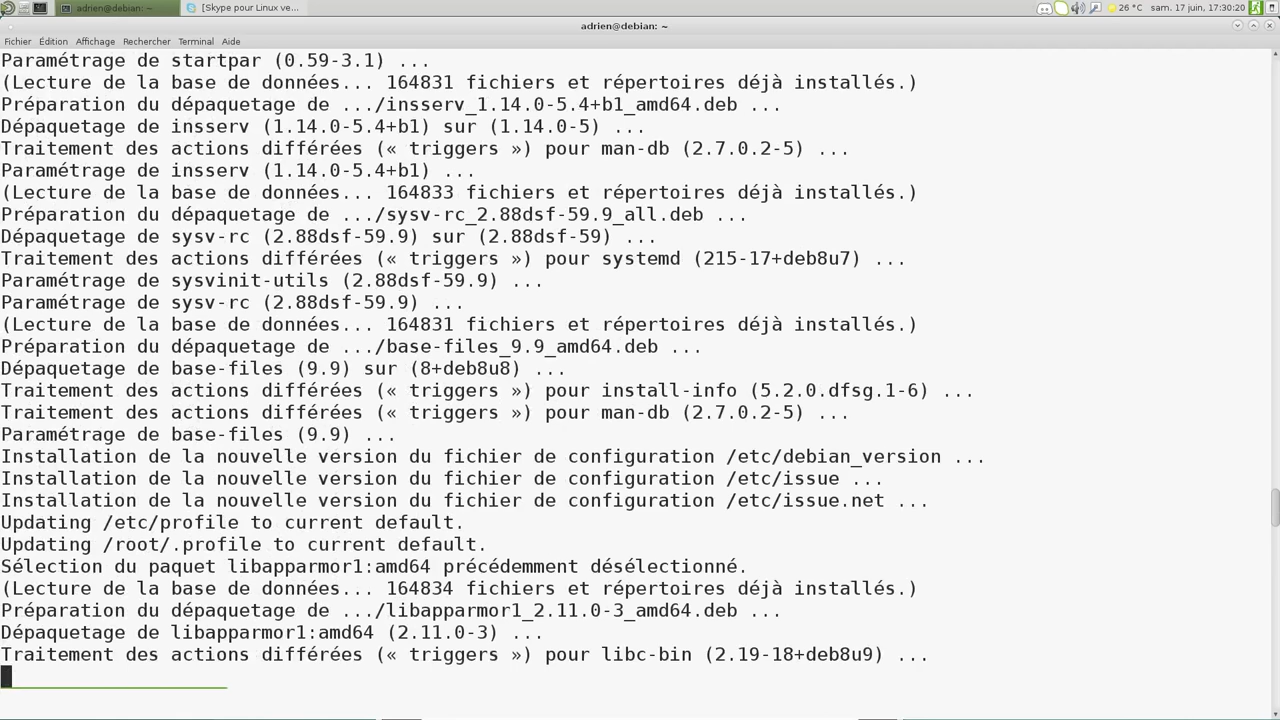 adrien@debian: ~
[Skype pour Linux ve...
26 °C
sam. 17 juin, 17:30:20
adrien@debian: ~
Fichier Édition Affichage Rechercher Terminal Aide
Paramétrage de startpar (0.59-3.1) ...
(Lecture de la base de données... 164831 fichiers et répertoires déjà installés.)
Préparation du dépaquetage de .../insserv_1.14.0-5.4+b1_amd64.deb ...
Dépaquetage de insserv (1.14.0-5.4+b1) sur (1.14.0-5) ...
Traitement des actions différées (« triggers ») pour man-db (2.7.0.2-5) ...
Paramétrage de insserv (1.14.0-5.4+b1) ...
(Lecture de la base de données... 164833 fichiers et répertoires déjà installés.)
Préparation du dépaquetage de .../sysv-rc_2.88dsf-59.9_all.deb ...
Dépaquetage de sysv-rc (2.88dsf-59.9) sur (2.88dsf-59) ...
Traitement des actions différées (« triggers ») pour systemd (215-17+deb8u7) ...
Paramétrage de sysvinit-utils (2.88dsf-59.9) ...
Paramétrage de sysv-rc (2.88dsf-59.9) ...
(Lecture de la base de données... 164831 fichiers et répertoires déjà installés.)
Préparation du dépaquetage de .../base-files_9.9_amd64.deb ...
Dépaquetage de base-files (9.9) sur (8+deb8u8) ...
Traitement des actions différées (« triggers ») pour install-info (5.2.0.dfsg.1-6) ...
Traitement des actions différées (« triggers ») pour man-db (2.7.0.2-5) ...
Paramétrage de base-files (9.9) ...
Installation de la nouvelle version du fichier de configuration /etc/debian_version ...
Installation de la nouvelle version du fichier de configuration /etc/issue ...
Installation de la nouvelle version du fichier de configuration /etc/issue.net ...
Updating /etc/profile to current default.
Updating /root/.profile to current default.
Sélection du paquet libapparmor1:amd64 précédemment désélectionné.
(Lecture de la base de données... 164834 fichiers et répertoires déjà installés.)
Préparation du dépaquetage de .../libapparmor1_2.11.0-3_amd64.deb ...
Dépaquetage de libapparmor1:amd64 (2.11.0-3) ...
Traitement des actions différées (« triggers ») pour libc-bin (2.19-18+deb8u9) ...